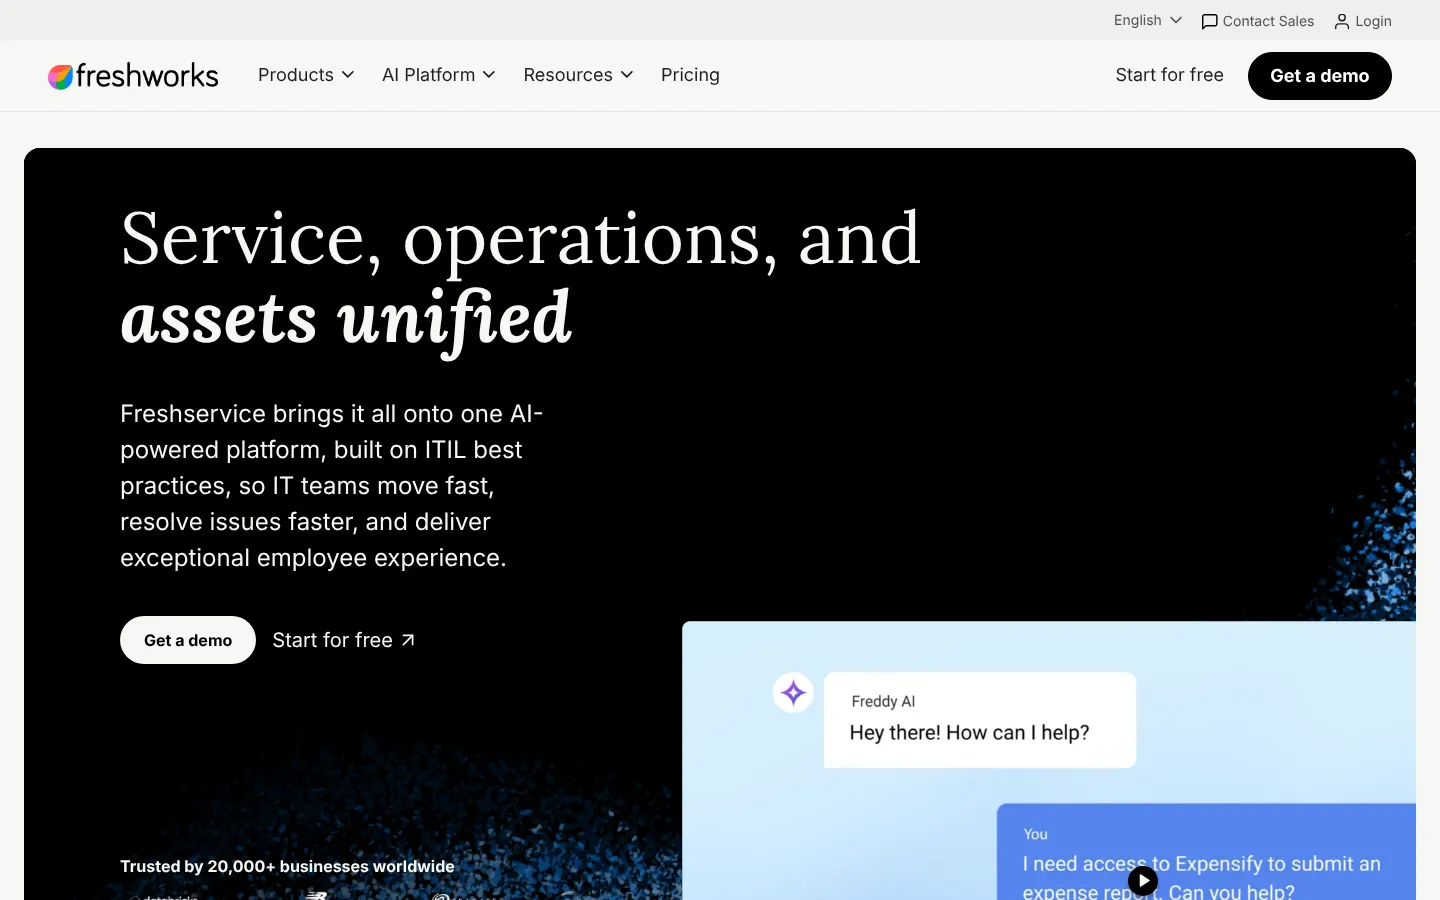 English
Contact Sales
Login
freshworks
Products
AI Platform
Resources
Pricing
Start for free
Get a demo
Service, operations, and
assets unified
Freshservice brings it all onto one AI-
powered platform, built on ITIL best
practices, so IT teams move fast,
resolve issues faster, and deliver
exceptional employee experience.
Get a demo
Start for free
Freddy AI
Hey there! How can I help?
You
I need access to Expensify to submit an
expense report. Can you help?
Trusted by 20,000+ businesses worldwide
databricks